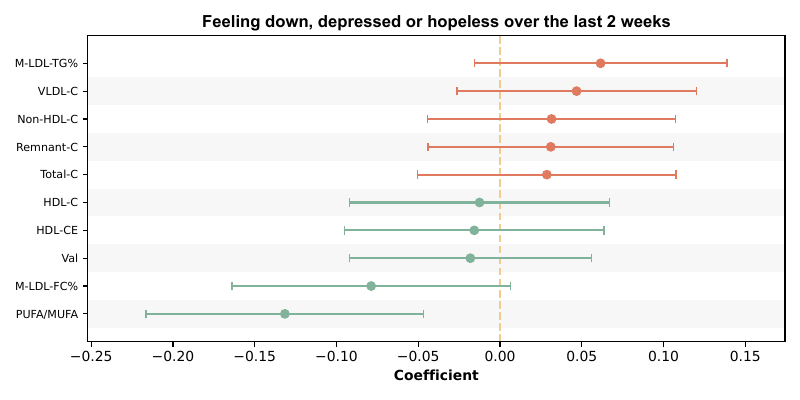 Feeling down, depressed or hopeless over the last 2 weeks
M-LDL-TG%
VLDL-C
Non-HDL-C
Remnant-C
Total-C
HDL-C
HDL-CE
Val
M-LDL-FC%
PUFA/MUFA
−0.25 −0.20 −0.15 −0.10 −0.05 0.00 0.05 0.10 0.15
Coefficient